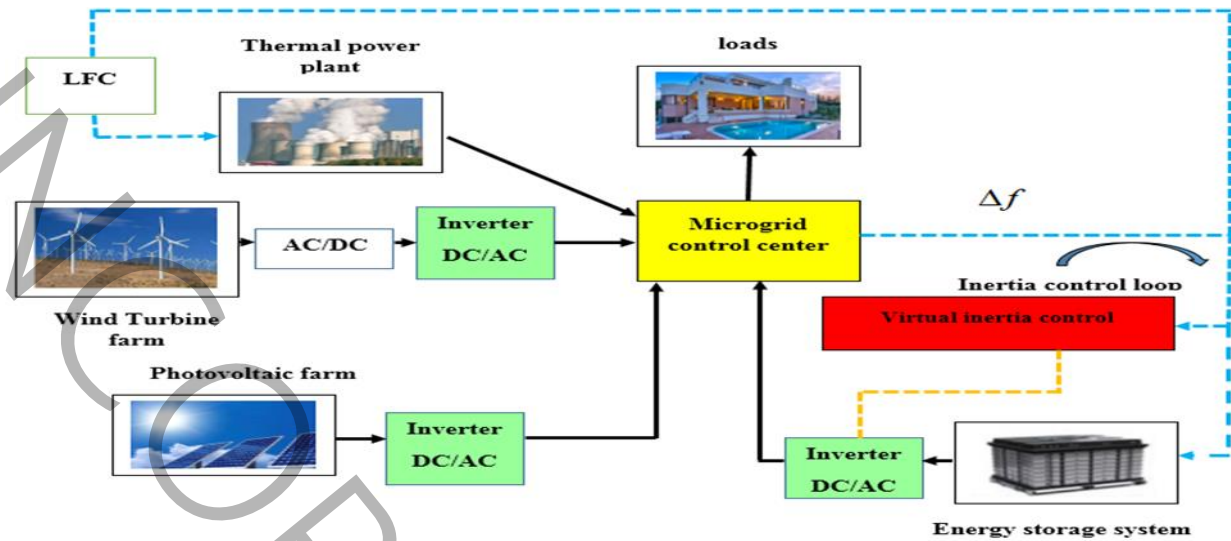 Thermal power
plant
loads
LFC
Δf
Microgrid
control center
Inverter
DC/AC
AC/DC
Inertia control loop
Virtual inertia control
Wind Turbine
farm
Photovoltaic farm
Inverter
DC/AC
Inverter
DC/AC
Energy storage system